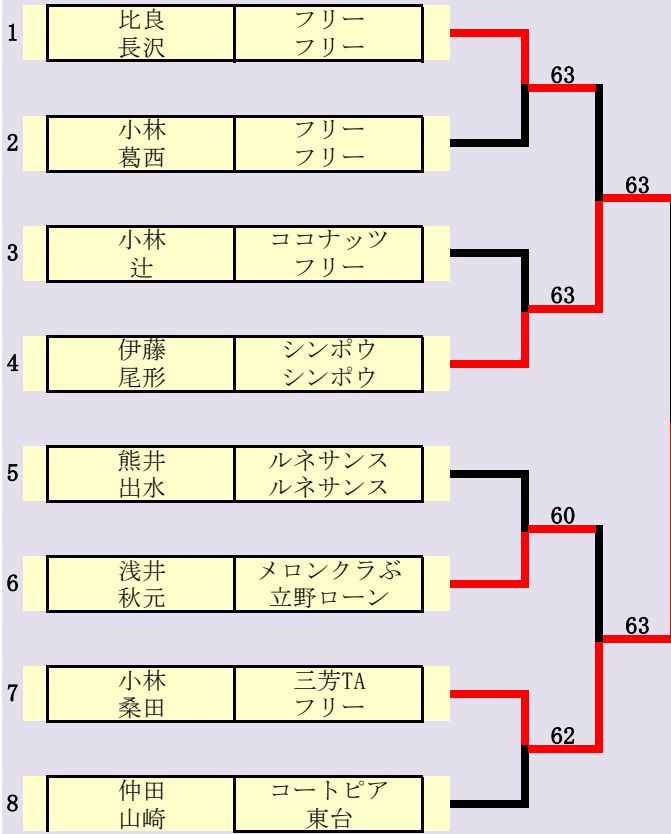 1 比良 フリー
長沢 フリー
63
2 小林 フリー
葛西 フリー
63
3 小林 ココナッツ
辻 フリー
63
4 伊藤 シンポウ
尾形 シンポウ
5 熊井 ルネサンス
出水 ルネサンス
60
6 浅井 メロンクラぶ
秋元 立野ローン
63
7 小林 三芳TA
桑田 フリー
62
8 仲田 コートピア
山崎 東台